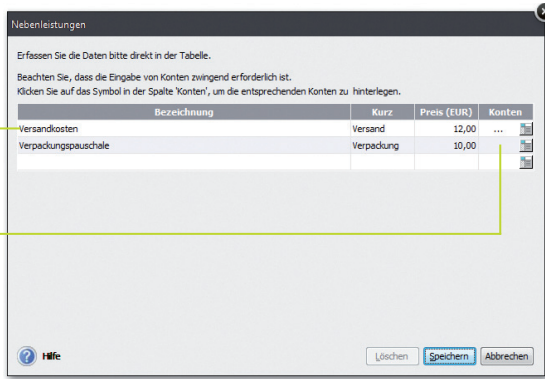 Nebenleistungen
Erfassen Sie die Daten bitte direkt in der Tabelle.
Beachten Sie, dass die Eingabe von Konten zwingend erforderlich ist.
Klicken Sie auf das Symbol in der Spalte 'Konten', um die entsprechenden Konten zu hinterlegen.
Bezeichnung Kurz Preis (EUR) Konten
Versandkosten Versand 12,00 ...
Verpackungspauschale Verpackung 10,00
Hilfe Löschen Speichern Abbrechen